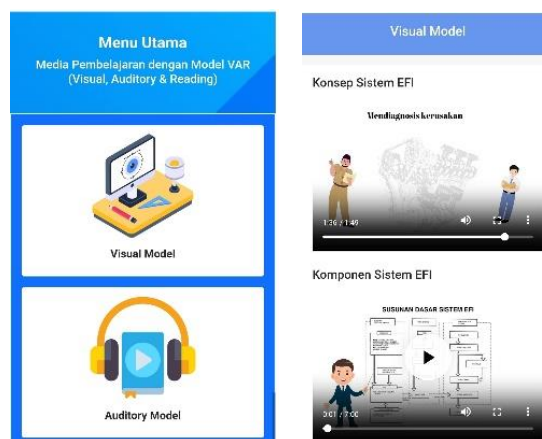 Menu Utama
Media Pembelajaran dengan Model VAR
(Visual, Auditory & Reading)
Visual Model
Auditory Model
Visual Model
Konsep Sistem EFI
Mendiagnosis kerusakan
1:36 / 1:49
Komponen Sistem EFI
SUSUNAN DASAR SISTEM EFI
0:01 / 7:00